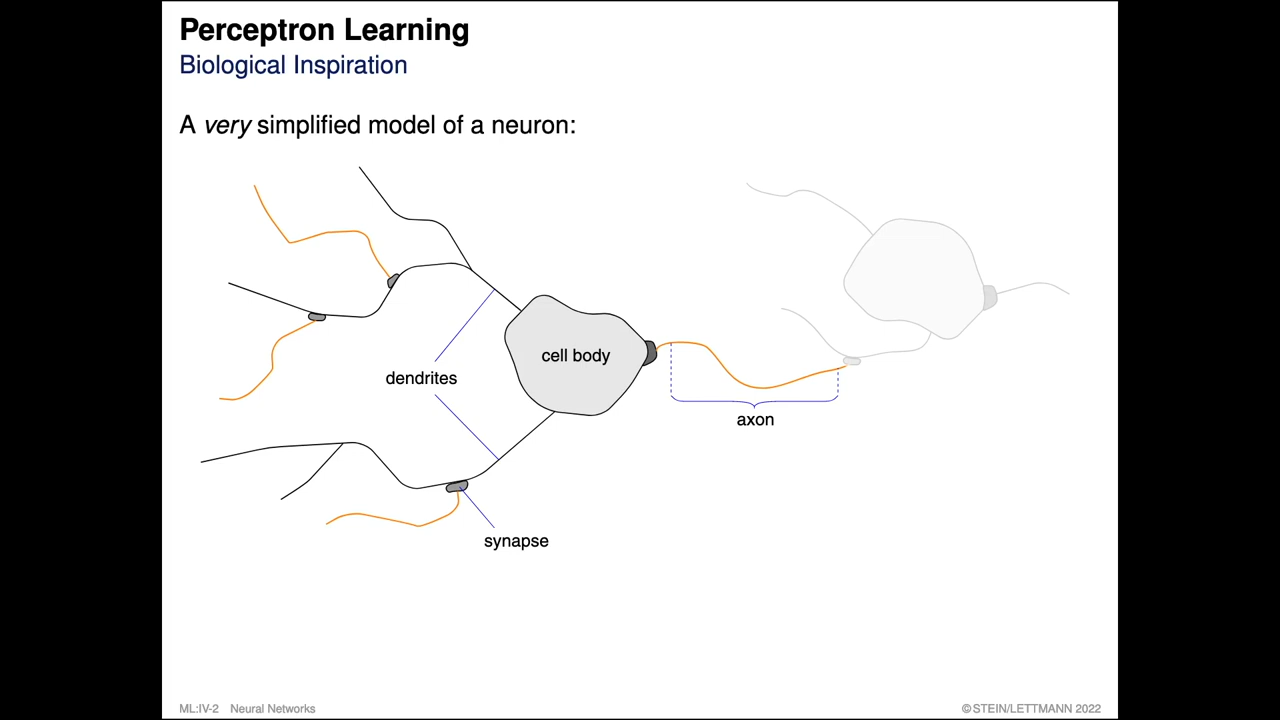 Perceptron Learning
Biological Inspiration
A very simplified model of a neuron:
cell body
dendrites
axon
synapse
ML:IV-2 Neural Networks
©STEIN/LETTMANN 2022